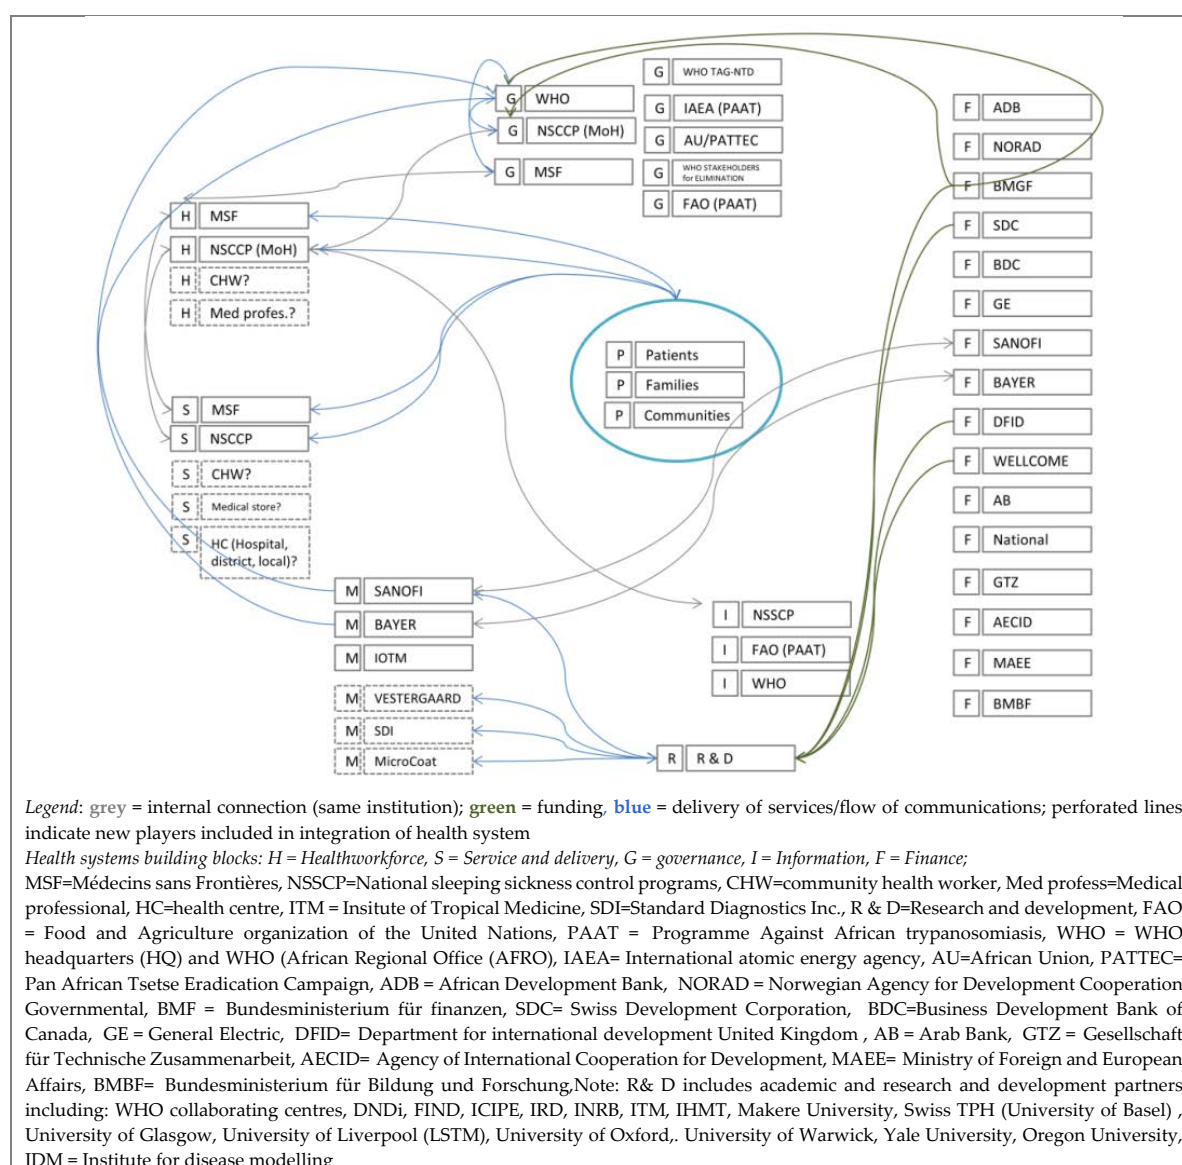 G WHO
G NSCCP (MoH)
G MSF
G WHO TAG-NTD
G IAEA (PAAT)
G AU/PATTEC
G WHO STAKEHOLDERS
for ELIMINATION
G FAO (PAAT)
H MSF
H NSCCP (MoH)
H CHW?
H Med profes.?
S MSF
S NSCCP
S CHW?
S Medical store?
S HC (Hospital,
district, local)?
P Patients
P Families
P Communities
M SANOFI
M BAYER
M IOTM
M VESTERGAARD
M SDI
M MicroCoat
I NSSCP
I FAO (PAAT)
I WHO
R R & D
F ADB
F NORAD
F BMGF
F SDC
F BDC
F GE
F SANOFI
F BAYER
F DFID
F WELLCOME
F AB
F National
F GTZ
F AECID
F MAEE
F BMBF
Legend: grey = internal connection (same institution); green = funding, blue = delivery of services/flow of communications; perforated lines
indicate new players included in integration of health system
Health systems building blocks: H = Healthworkforce, S = Service and delivery, G = governance, I = Information, F = Finance;
MSF=Médecins sans Frontières, NSSCP=National sleeping sickness control programs, CHW=community health worker, Med profess=Medical
professional, HC=health centre, ITM = Insitute of Tropical Medicine, SDI=Standard Diagnostics Inc., R & D=Research and development, FAO
= Food and Agriculture organization of the United Nations, PAAT = Programme Against African trypanosomiasis, WHO = WHO
headquarters (HQ) and WHO (African Regional Office (AFRO), IAEA= International atomic energy agency, AU=African Union, PATTEC=
Pan African Tsetse Eradication Campaign, ADB = African Development Bank, NORAD = Norwegian Agency for Development Cooperation
Governmental, BMF = Bundesministerium für finanzen, SDC= Swiss Development Corporation, BDC=Business Development Bank of
Canada, GE = General Electric, DFID= Department for international development United Kingdom , AB = Arab Bank, GTZ = Gesellschaft
für Technische Zusammenarbeit, AECID= Agency of International Cooperation for Development, MAEE= Ministry of Foreign and European
Affairs, BMBF= Bundesministerium für Bildung und Forschung,Note: R& D includes academic and research and development partners
including: WHO collaborating centres, DNDi, FIND, ICIPE, IRD, INRB, ITM, IHMT, Makere University, Swiss TPH (University of Basel) ,
University of Glasgow, University of Liverpool (LSTM), University of Oxford,. University of Warwick, Yale University, Oregon University,
IDM = Institute for disease modelling